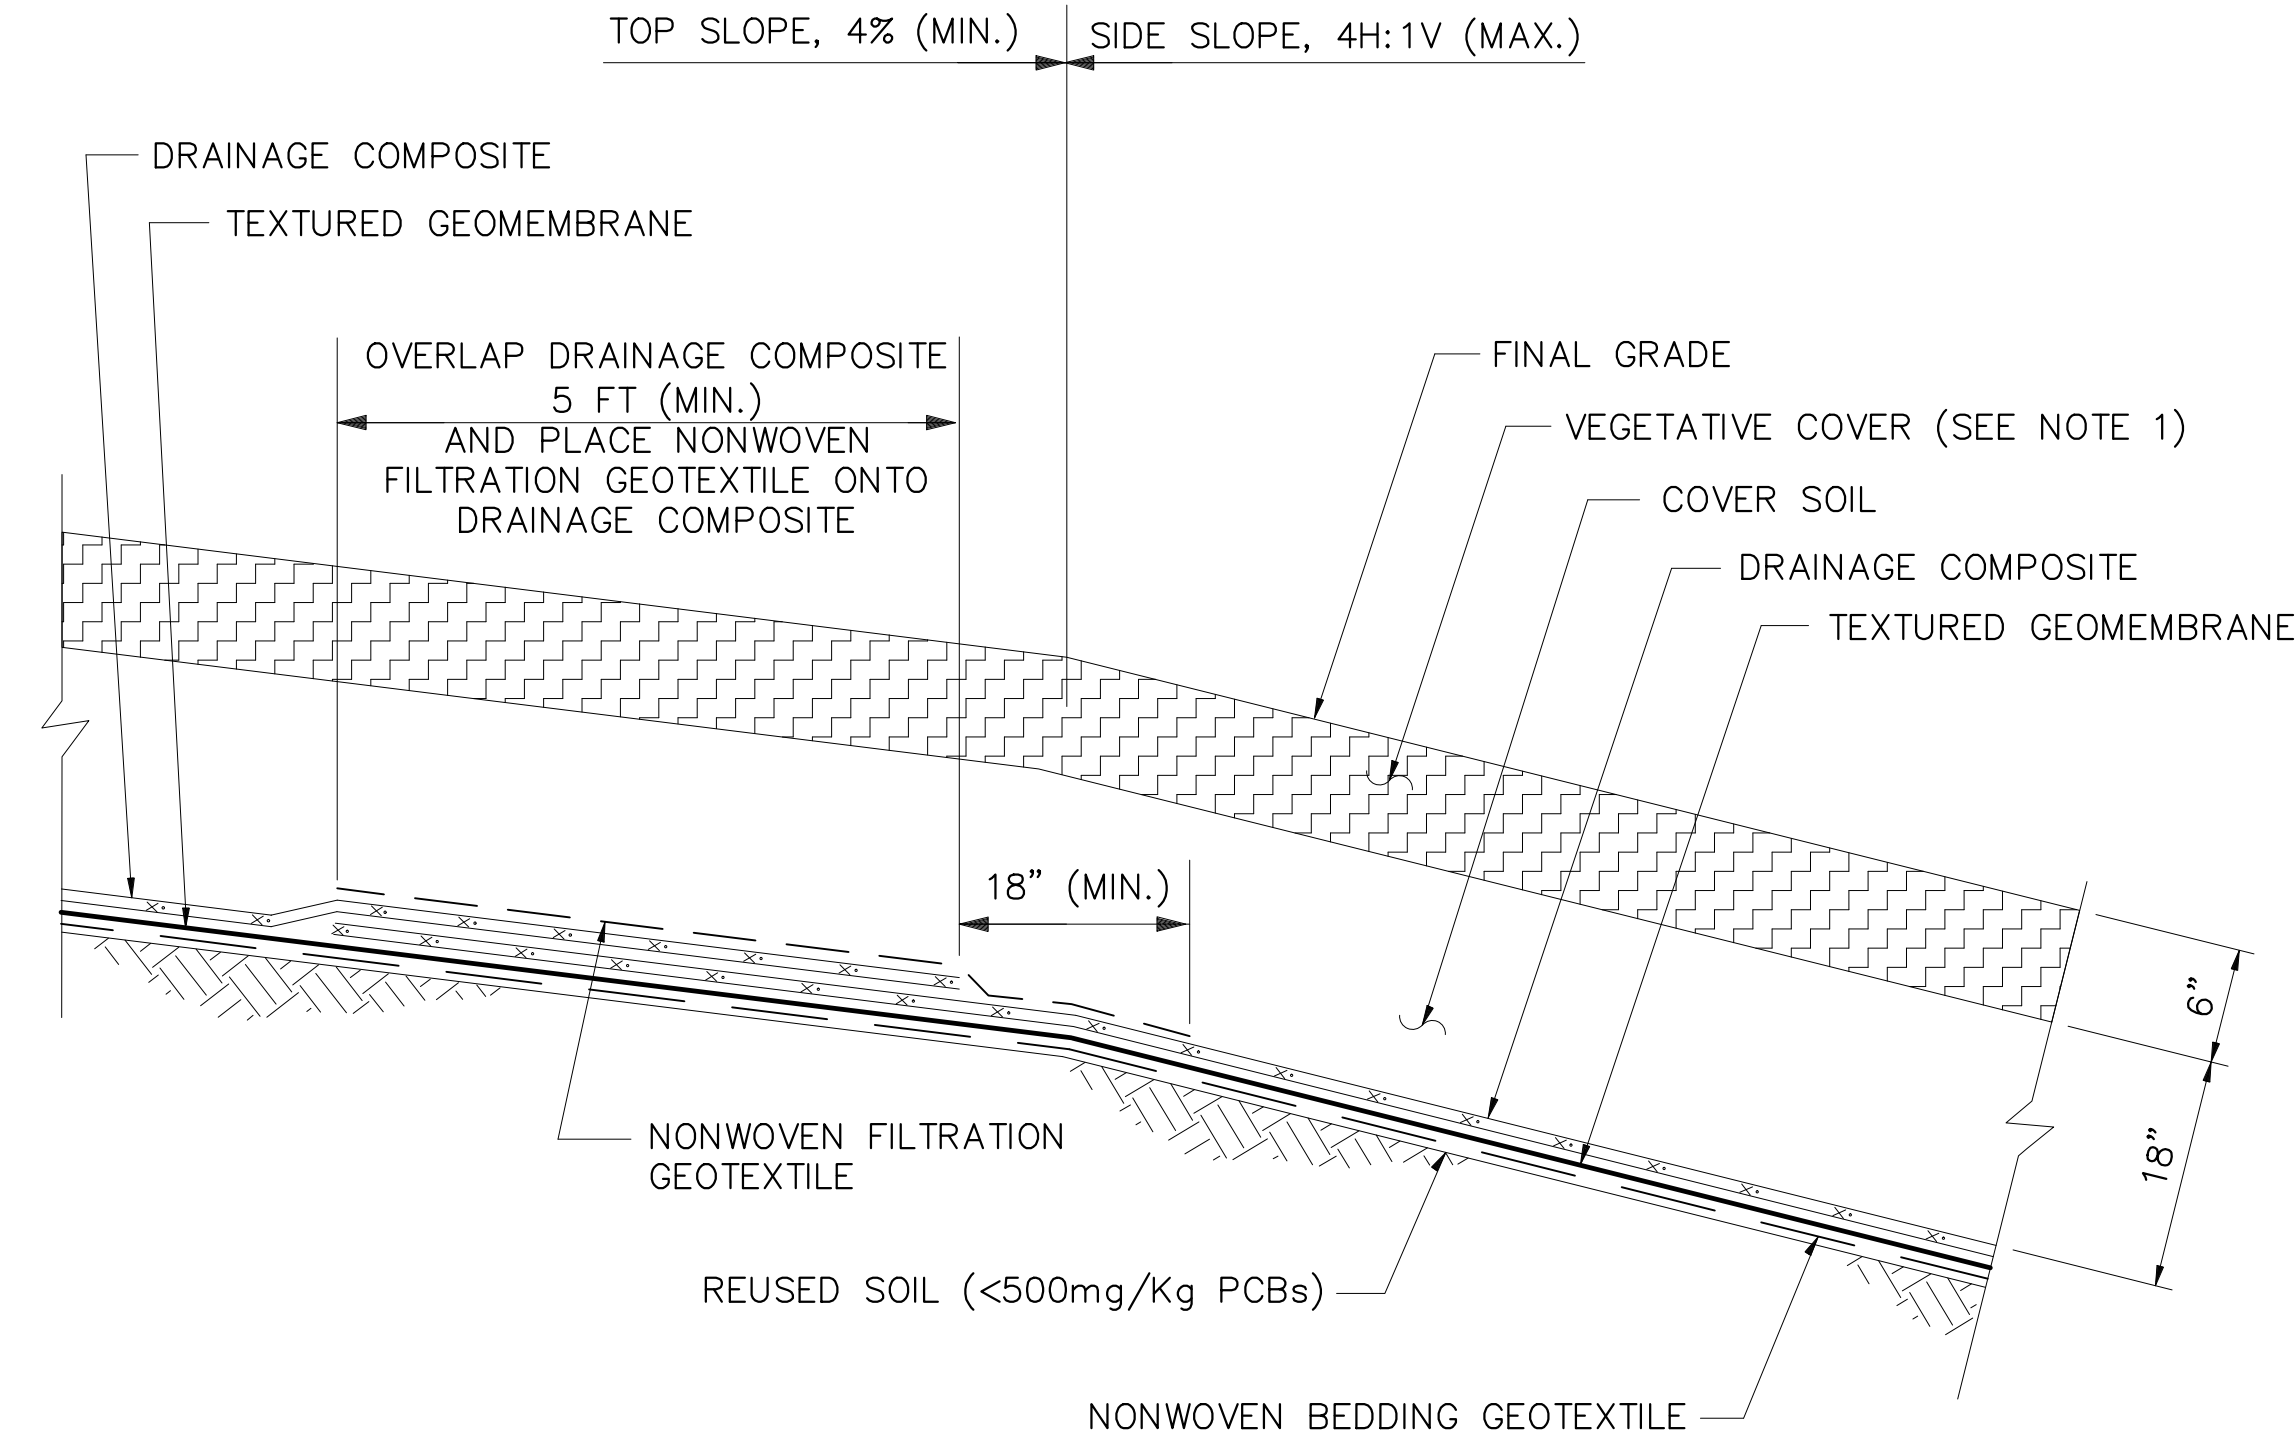 TOP SLOPE, 4% (MIN.)
SIDE SLOPE, 4H:1V (MAX.)
DRAINAGE COMPOSITE
TEXTURED GEOMEMBRANE
OVERLAP DRAINAGE COMPOSITE
5 FT (MIN.)
AND PLACE NONWOVEN
FILTRATION GEOTEXTILE ONTO
DRAINAGE COMPOSITE
FINAL GRADE
VEGETATIVE COVER (SEE NOTE 1)
COVER SOIL
DRAINAGE COMPOSITE
TEXTURED GEOMEMBRANE
18” (MIN.)
6”
18”
NONWOVEN FILTRATION
GEOTEXTILE
REUSED SOIL (<500mg/Kg PCBs)
NONWOVEN BEDDING GEOTEXTILE